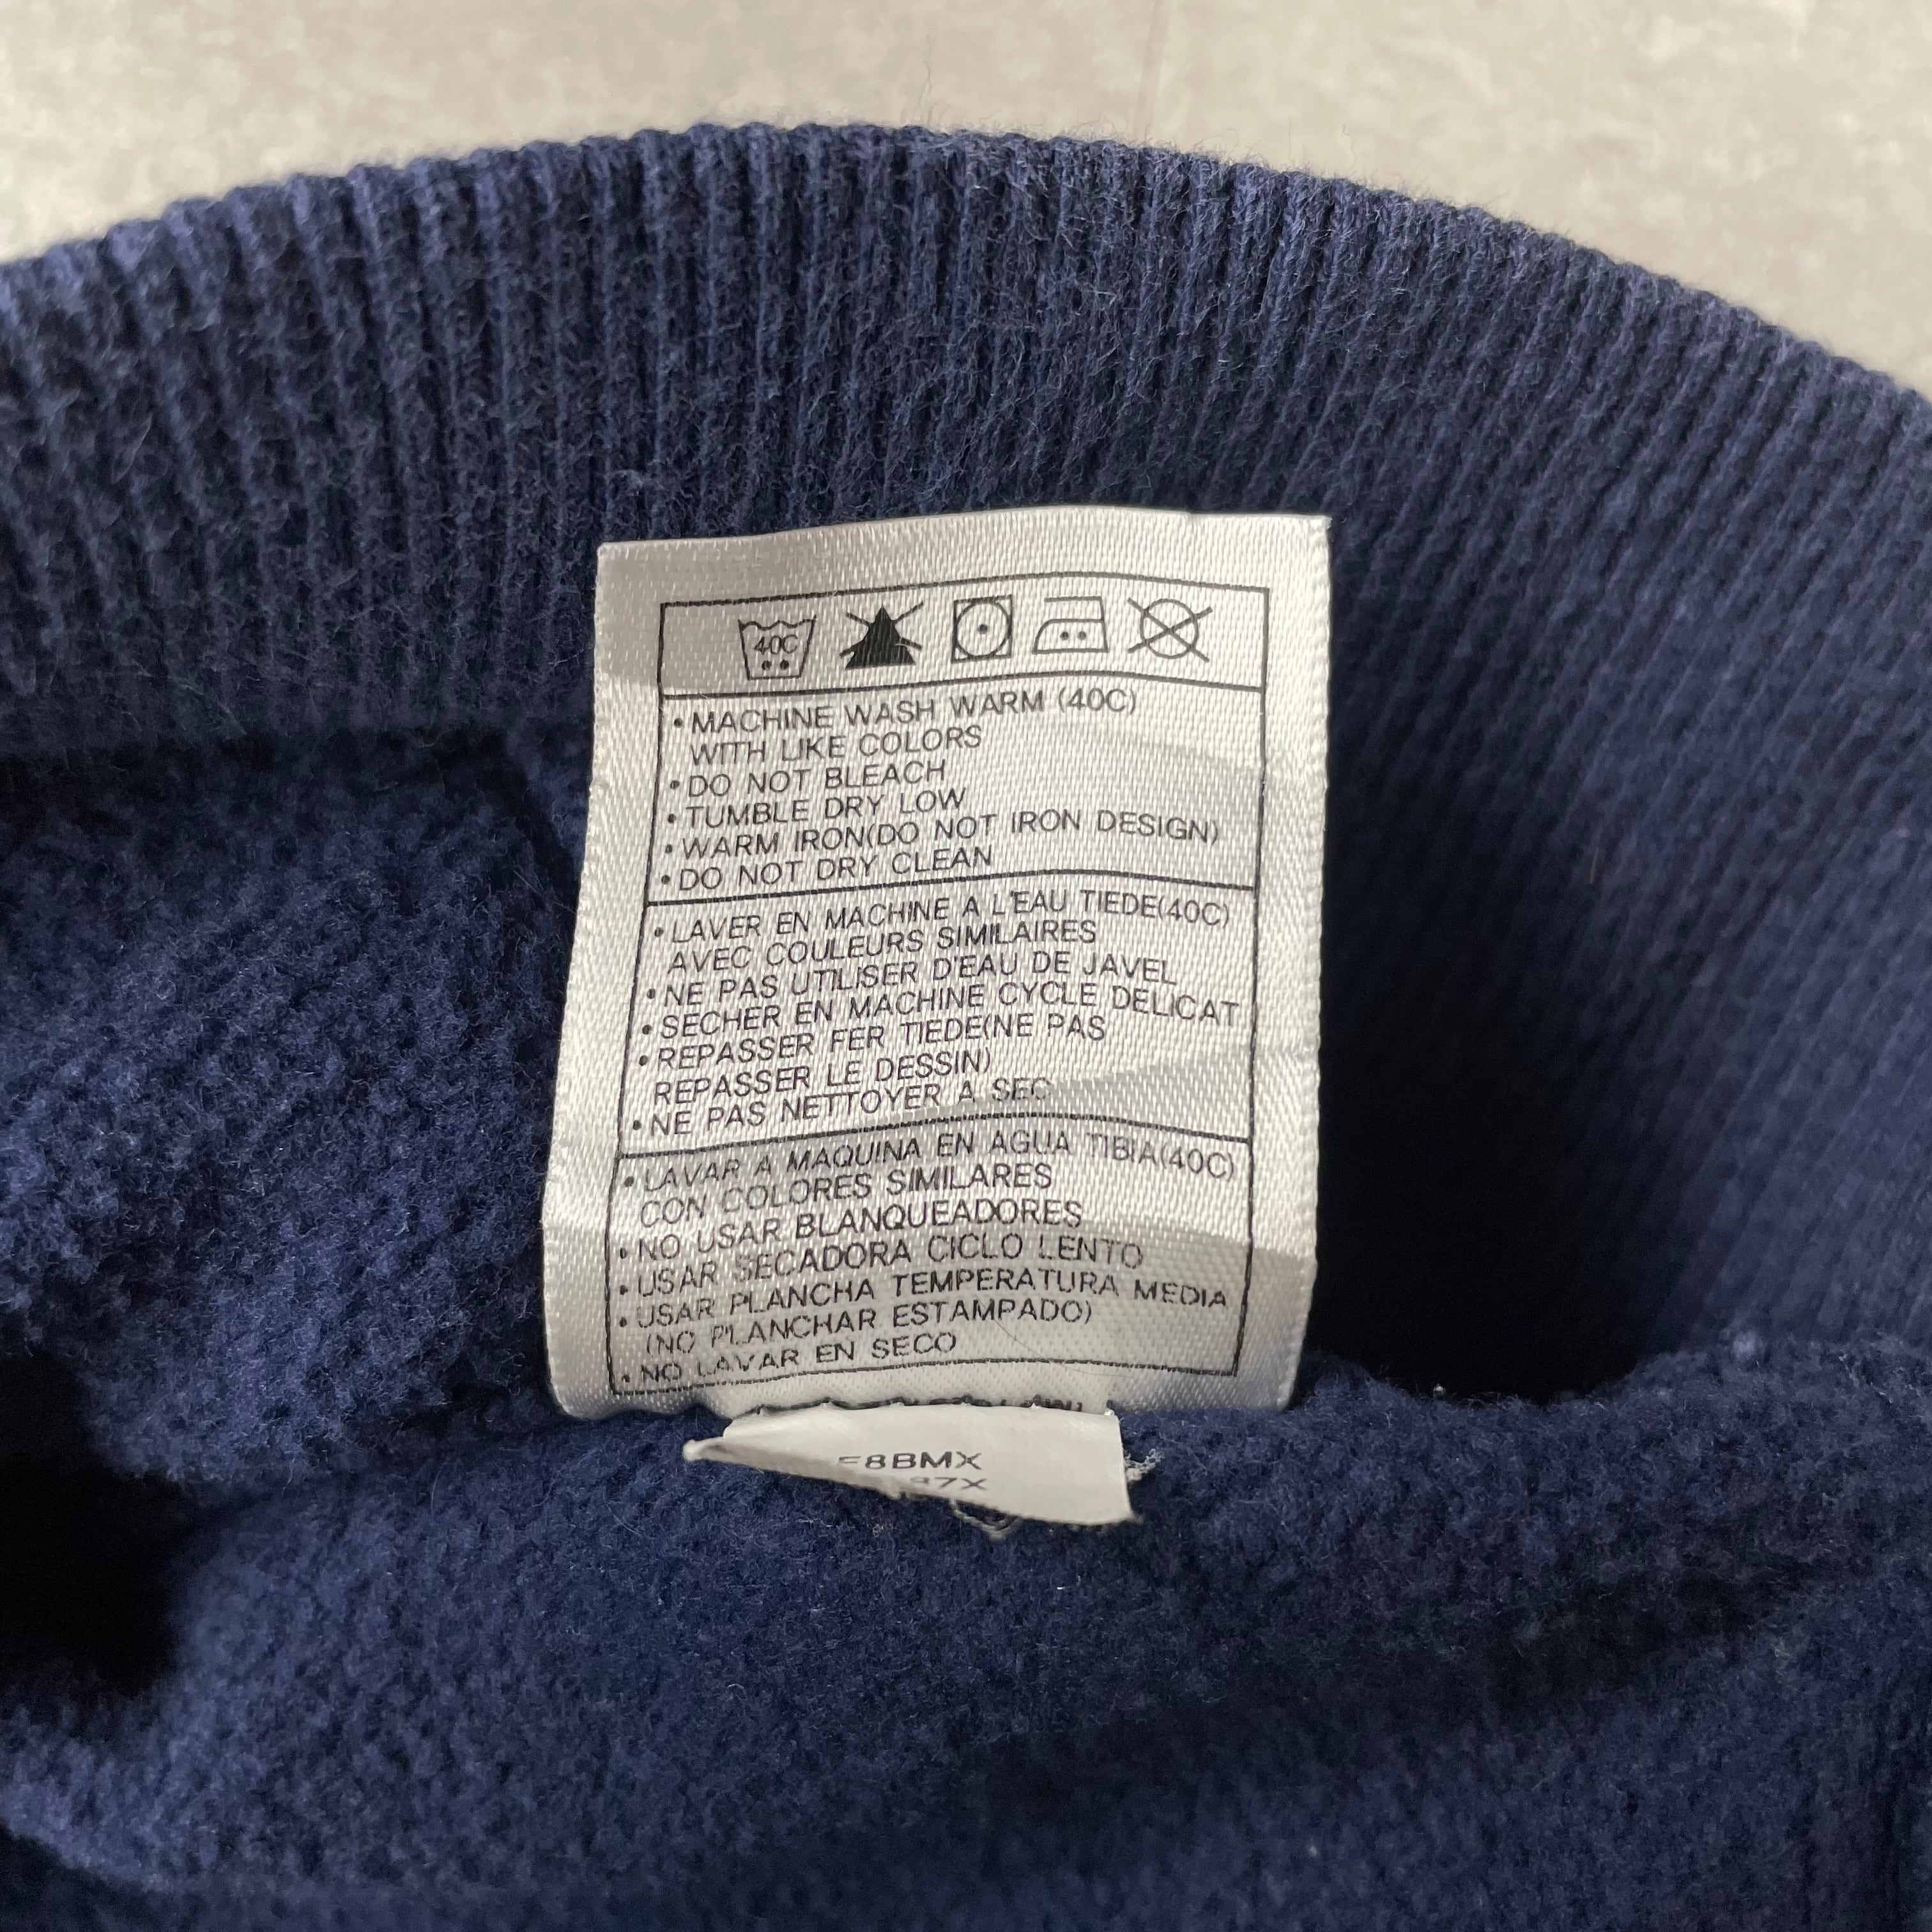 40C
•MACHINE WASH WARM (40C)
WITH LIKE COLORS
•DO NOT BLEACH
•TUMBLE DRY LOW
•WARM IRON(DO NOT IRON DESIGN)
•DO NOT DRY CLEAN
•LAVER EN MACHINE A L'EAU TIEDE(40C)
AVEC COULEURS SIMILAIRES
•NE PAS UTILISER D'EAU DE JAVEL
•SECHER EN MACHINE CYCLE DELICAT
•REPASSER FER TIEDE(NE PAS
REPASSER LE DESSIN)
•NE PAS NETTOYER A SEC
•LAVAR A MAQUINA EN AGUA TIBIA(40C)
CON COLORES SIMILARES
•NO USAR BLANQUEADORES
•USAR SECADORA CICLO LENTO
•USAR PLANCHA TEMPERATURA MEDIA
(NO PLANCHAR ESTAMPADO)
•NO LAVAR EN SECO